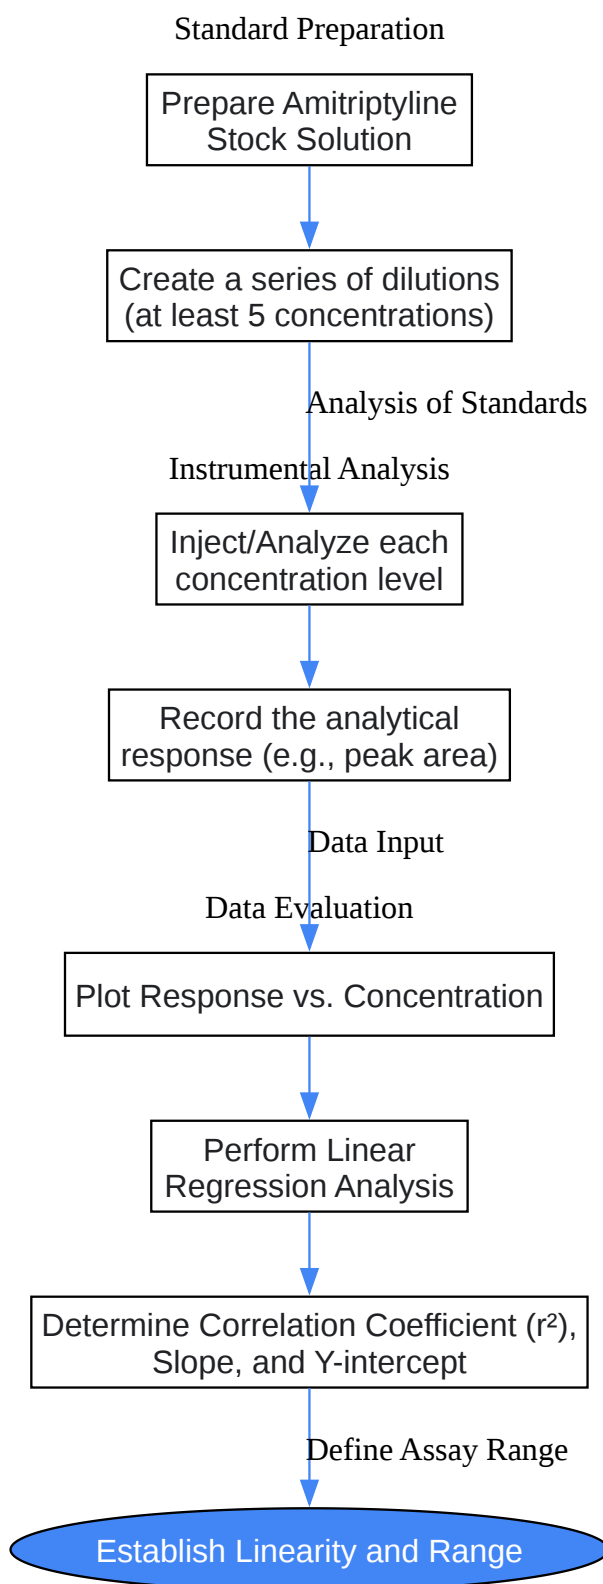 Standard Preparation
Prepare Amitriptyline
Stock Solution
Create a series of dilutions
(at least 5 concentrations)
Analysis of Standards
Instrumental Analysis
Inject/Analyze each
concentration level
Record the analytical
response (e.g., peak area)
Data Input
Data Evaluation
Plot Response vs. Concentration
Perform Linear
Regression Analysis
Determine Correlation Coefficient (r²),
Slope, and Y-intercept
Define Assay Range
Establish Linearity and Range